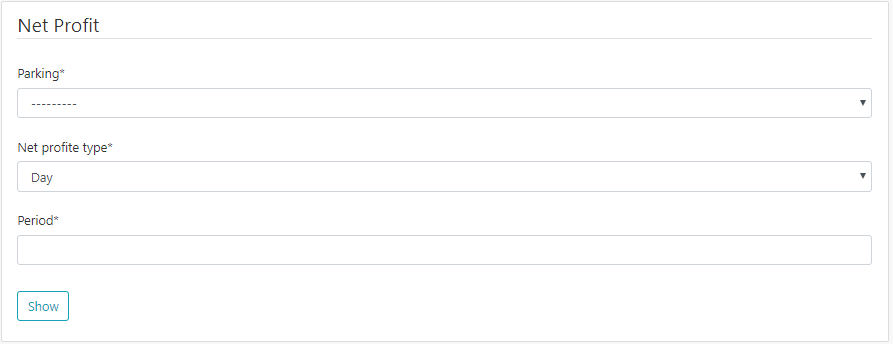 Net Profit
Parking*
---------
Net profite type*
Day
Period*
Show